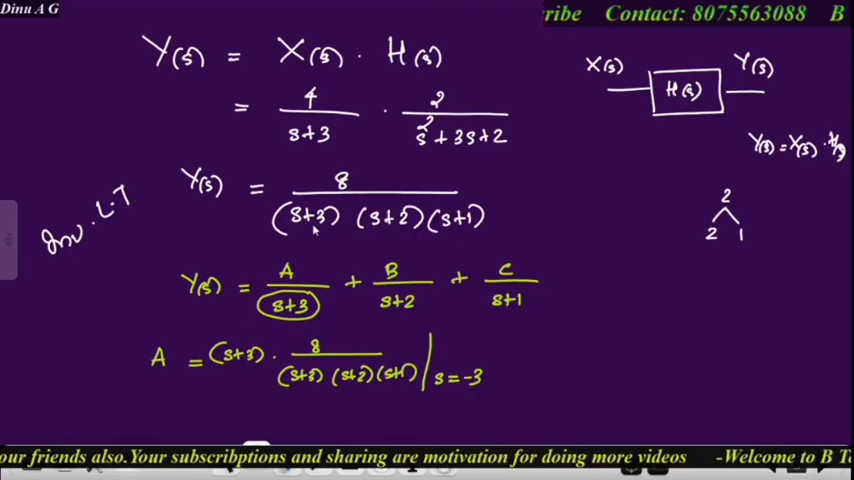 Dinu A G
ribe Contact: 8075563088 B
Y(s) = X(s) . H(s)
= 4/(s+3) . 2/(s²+3s+2)
Y(s) = 8/((s+3) (s+2)(s+1))
Inv. L.T
Y(s) = A/(s+3) + B/(s+2) + C/(s+1)
A = (s+3) . 8/((s+3) (s+2)(s+1)) | s=-3
X(s) H(s) Y(s)
Y(s) = X(s) . H(s)
2
2 1
our friends also.Your subscribptions and sharing are motivation for doing more videos -Welcome to B Te